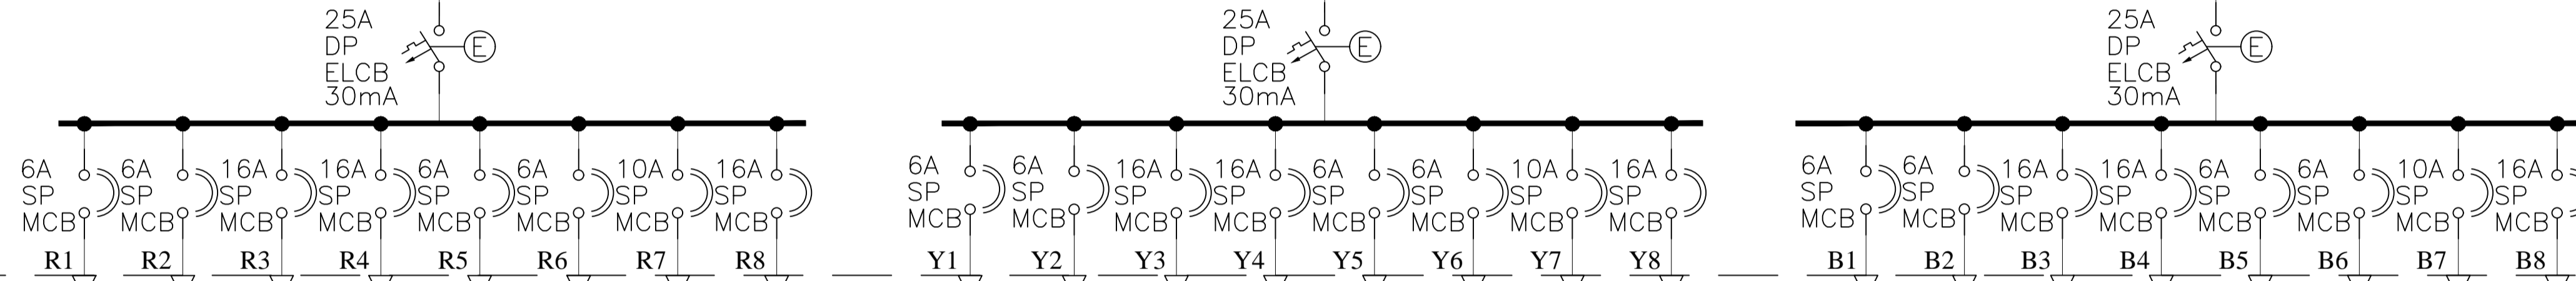 25A
DP
ELCB
30mA
E
25A
DP
ELCB
30mA
E
25A
DP
ELCB
30mA
E
6A
SP
MCB
6A
SP
MCB
16A
SP
MCB
16A
SP
MCB
6A
SP
MCB
6A
SP
MCB
10A
SP
MCB
16A
SP
MCB
6A
SP
MCB
6A
SP
MCB
16A
SP
MCB
16A
SP
MCB
6A
SP
MCB
6A
SP
MCB
10A
SP
MCB
16A
SP
MCB
6A
SP
MCB
6A
SP
MCB
16A
SP
MCB
16A
SP
MCB
6A
SP
MCB
6A
SP
MCB
10A
SP
MCB
16A
SP
MCB
R1 R2 R3 R4 R5 R6 R7 R8 Y1 Y2 Y3 Y4 Y5 Y6 Y7 Y8 B1 B2 B3 B4 B5 B6 B7 B8